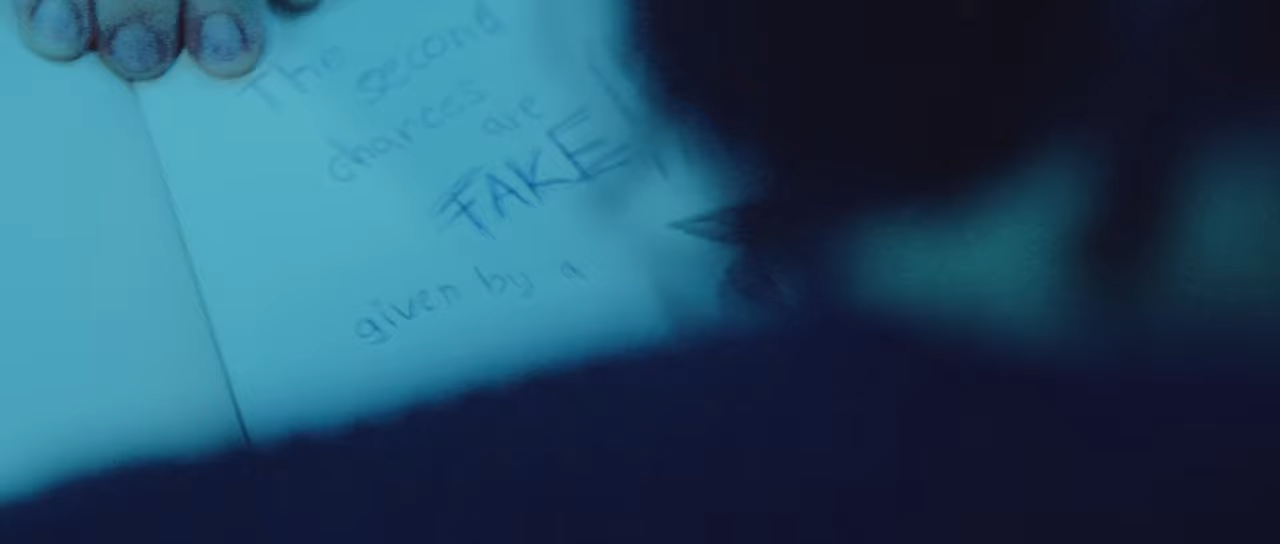 The
second
chances
are
FAKE!
given by a